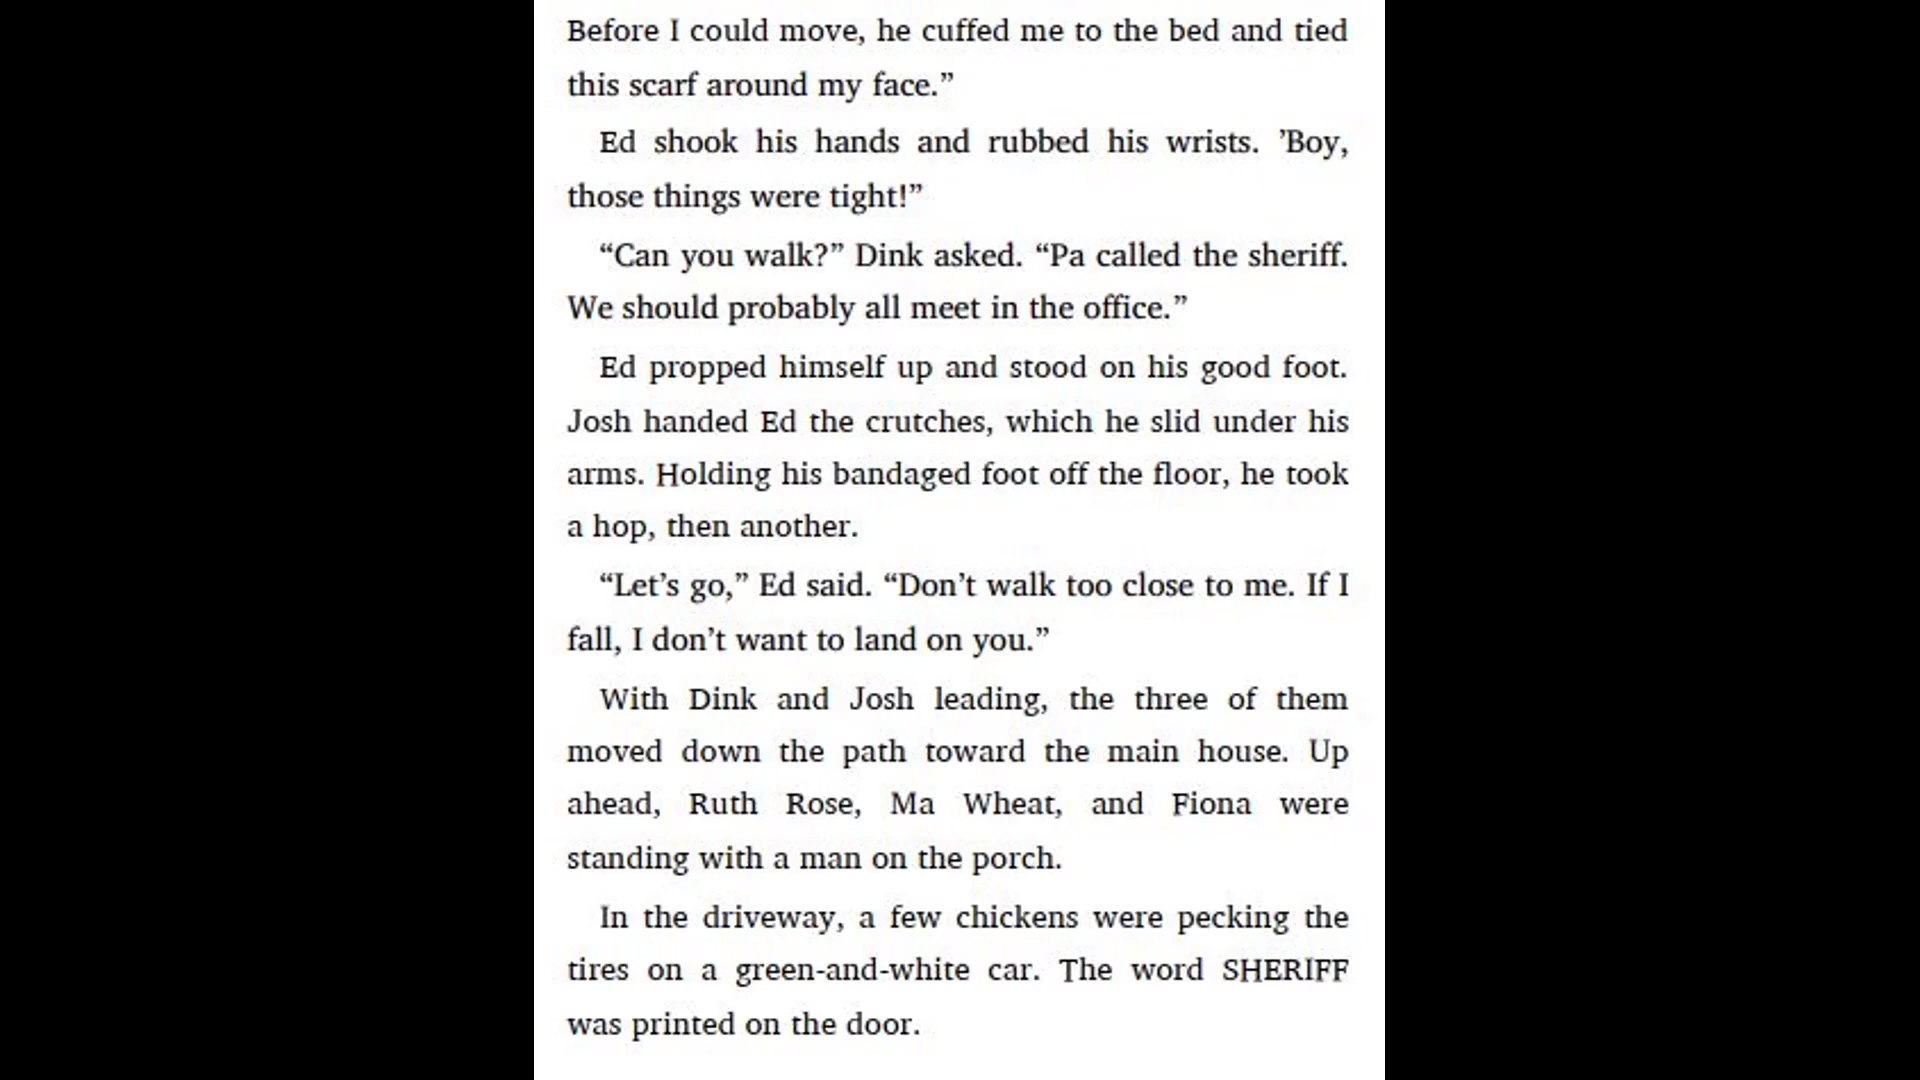 Before I could move, he cuffed me to the bed and tied
this scarf around my face.”
Ed shook his hands and rubbed his wrists. ’Boy,
those things were tight!”
“Can you walk?” Dink asked. “Pa called the sheriff.
We should probably all meet in the office.”
Ed propped himself up and stood on his good foot.
Josh handed Ed the crutches, which he slid under his
arms. Holding his bandaged foot off the floor, he took
a hop, then another.
“Let’s go,” Ed said. “Don’t walk too close to me. If I
fall, I don’t want to land on you.”
With Dink and Josh leading, the three of them
moved down the path toward the main house. Up
ahead, Ruth Rose, Ma Wheat, and Fiona were
standing with a man on the porch.
In the driveway, a few chickens were pecking the
tires on a green-and-white car. The word SHERIFF
was printed on the door.